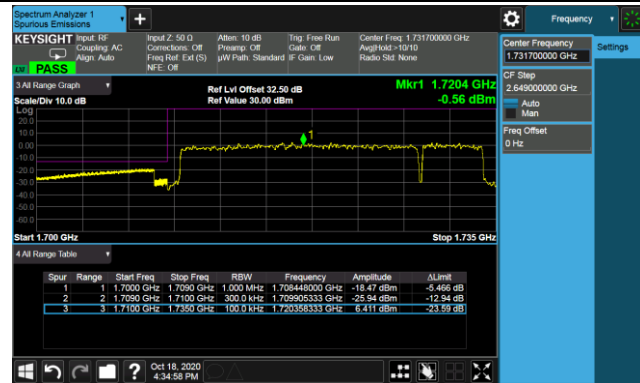 Spectrum Analyzer 1
Spurious Emissions
+
Frequency
KEYSIGHT
Input: RF
Coupling: AC
Align: Auto
Input Z: 50 Ω
Corrections: Off
Freq Ref: Ext (S)
NFE: Off
Atten: 10 dB
Preamp: Off
µW Path: Standard
Trig: Free Run
Gate: Off
IF Gain: Low
Center Freq: 1.731700000 GHz
Avg|Hold:>10/10
Radio Std: None
PASS
Center Frequency
1.731700000 GHz
Settings
CF Step
2.649000000 GHz
Auto
Man
Freq Offset
0 Hz
3 All Range Graph
Ref Lvl Offset 32.50 dB
Mkr1 1.7204 GHz
Scale/Div 10.0 dB
Ref Value 30.00 dBm
-0.56 dBm
Log
20.0
10.0
0.00
-10.0
-20.0
-30.0
-40.0
-50.0
-60.0
1
Start 1.700 GHz
Stop 1.735 GHz
4 All Range Table
Spur Range Start Freq Stop Freq RBW Frequency Amplitude ΔLimit
1 1 1.7000 GHz 1.7090 GHz 1.000 MHz 1.708448000 GHz -18.47 dBm -5.466 dB
2 2 1.7090 GHz 1.7100 GHz 300.0 kHz 1.709905333 GHz -25.94 dBm -12.94 dB
3 3 1.7100 GHz 1.7350 GHz 100.0 kHz 1.720358333 GHz 6.411 dBm -23.59 dB
?
Oct 18, 2020
4:34:58 PM